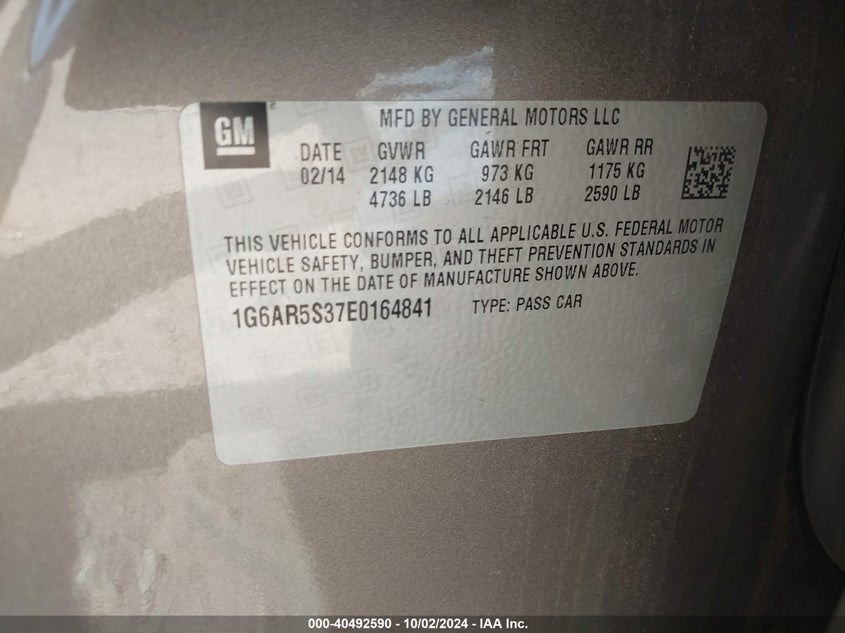 GM
MFD BY GENERAL MOTORS LLC
DATE GVWR GAWR FRT GAWR RR
02/14 2148 KG 973 KG 1175 KG
4736 LB 2146 LB 2590 LB
THIS VEHICLE CONFORMS TO ALL APPLICABLE U.S. FEDERAL MOTOR
VEHICLE SAFETY, BUMPER, AND THEFT PREVENTION STANDARDS IN
EFFECT ON THE DATE OF MANUFACTURE SHOWN ABOVE.
1G6AR5S37E0164841 TYPE: PASS CAR
000-40492590 - 10/02/2024 - IAA Inc.